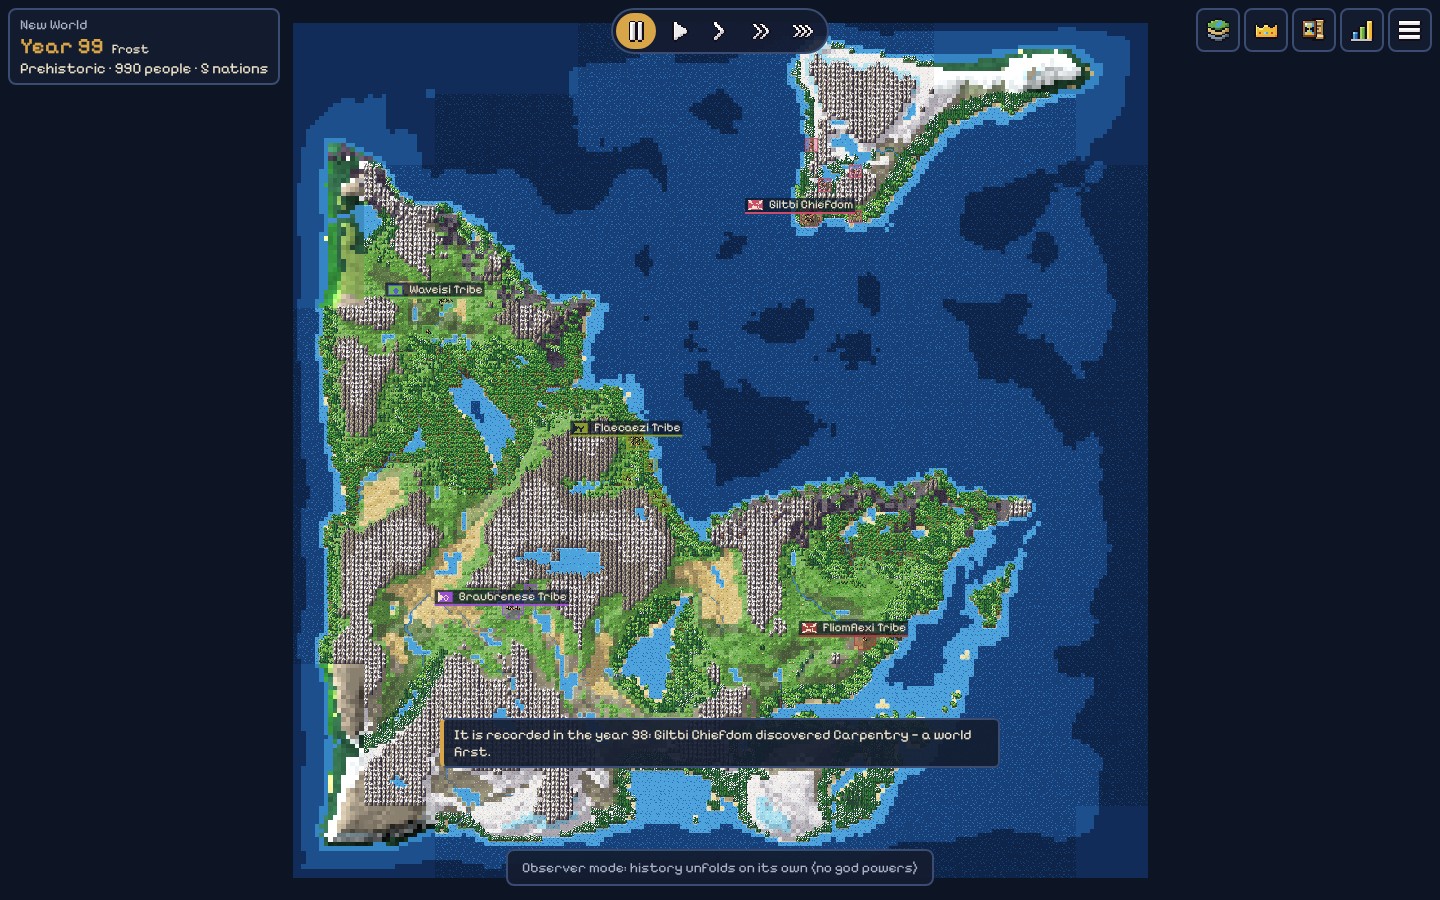 New World
Year 99 Frost
Prehistoric · 990 people · 8 nations
Giltbi Chiefdom
Waveisi Tribe
Flaecaezi Tribe
Graubrenese Tribe
Fliomflexi Tribe
It is recorded in the year 98: Giltbi Chiefdom discovered Carpentry – a world
first.
Observer mode: history unfolds on its own (no god powers)